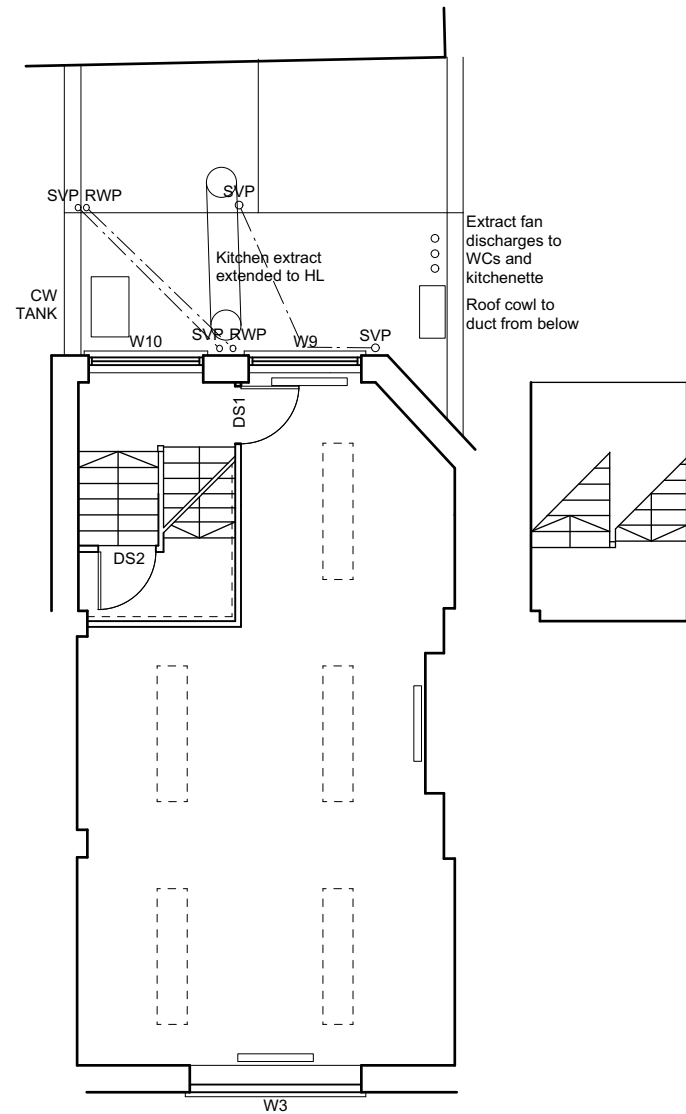 SVP RWP
SVP
Extract fan
discharges to
WCs and
kitchenette
Kitchen extract
extended to HL
CW
TANK
Roof cowl to
duct from below
W10
SVP RWP
W9
SVP
DS1
DS2
W3